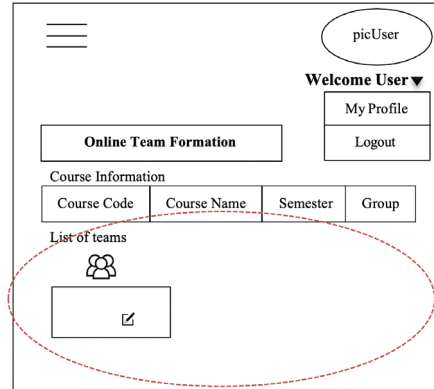 picUser
Welcome User
My Profile
Logout
Online Team Formation
Course Information
Course Code Course Name Semester Group
List of teams